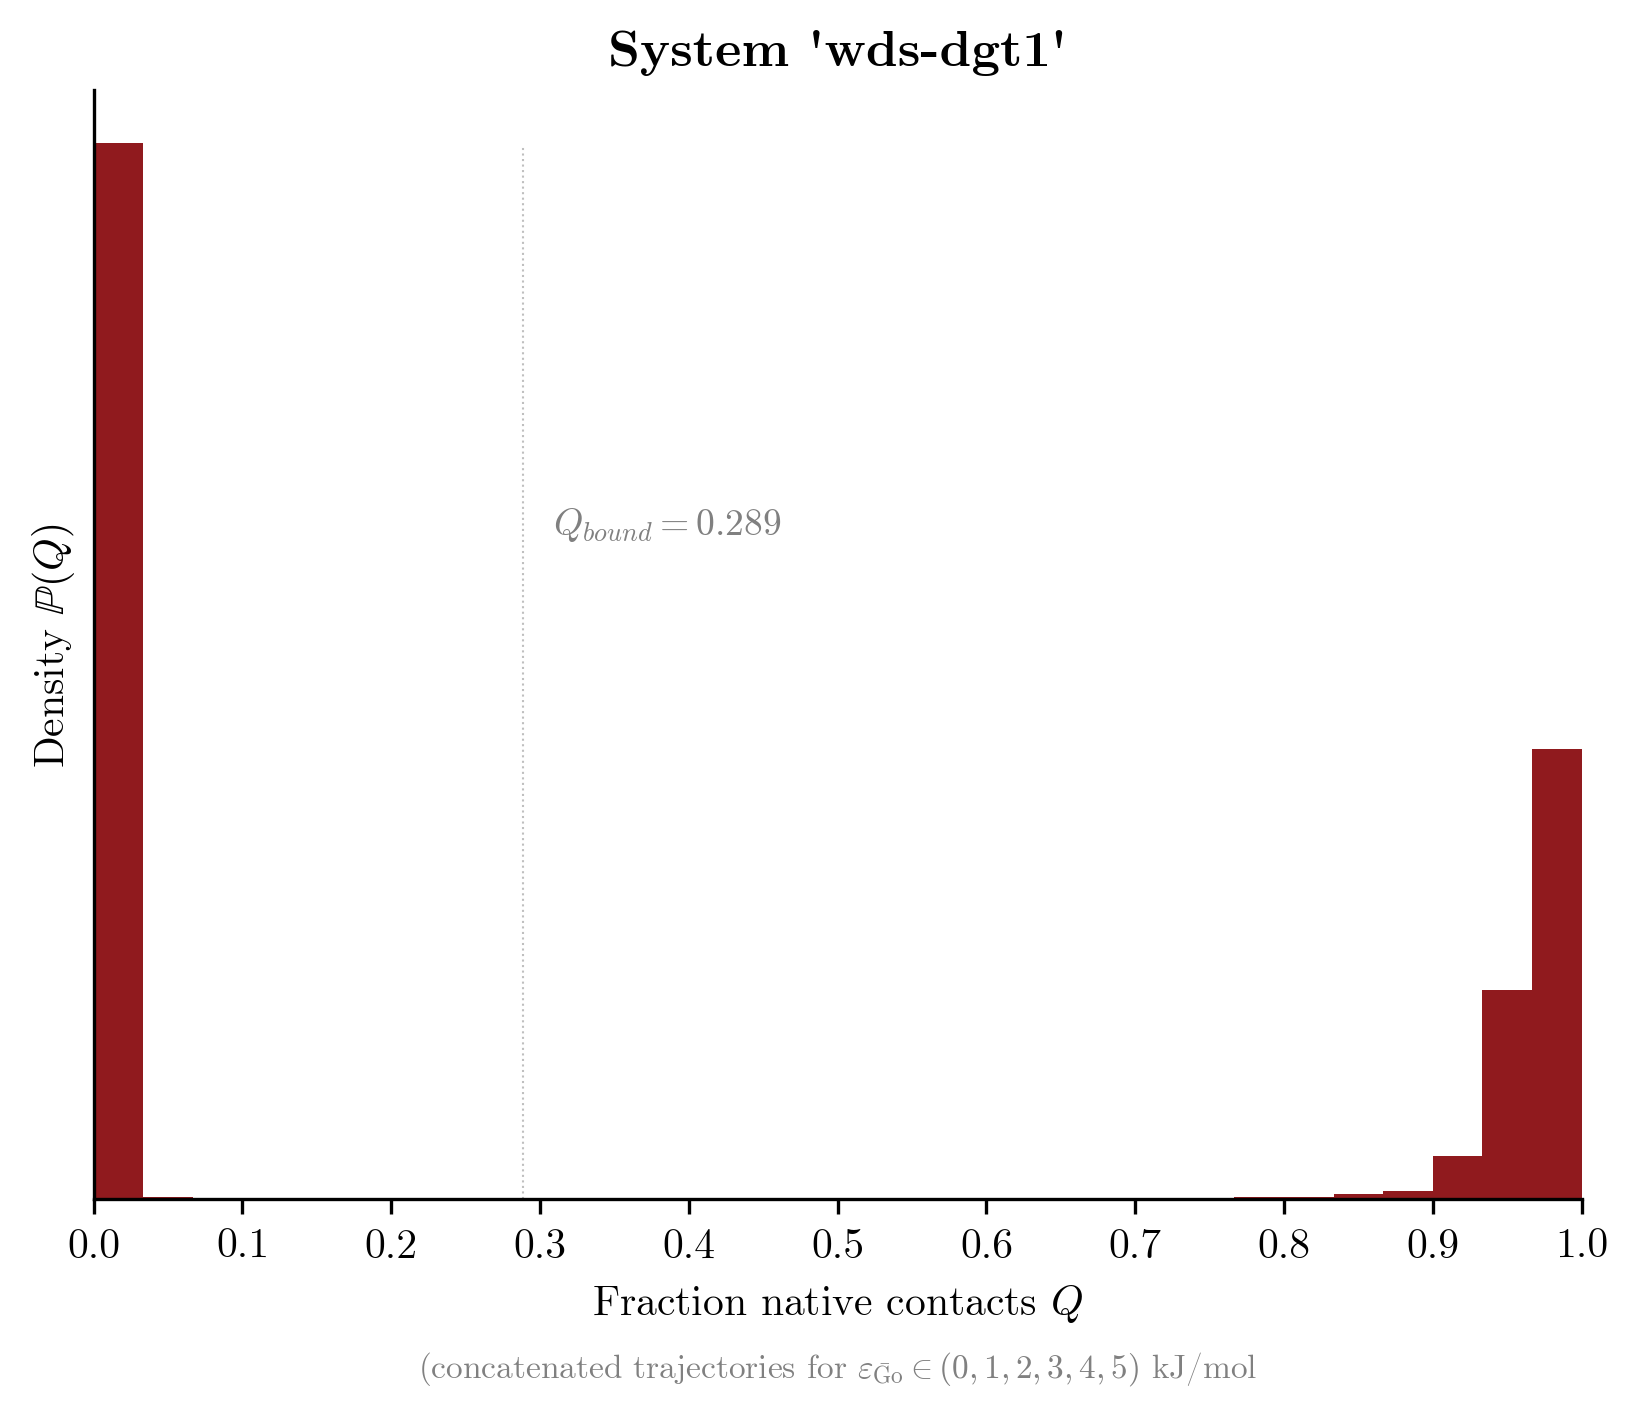 System 'wds-dgt1'
Density ℙ(Q)
Q_bound = 0.289
0.0 0.1 0.2 0.3 0.4 0.5 0.6 0.7 0.8 0.9 1.0
Fraction native contacts Q
(concatenated trajectories for ε_Ḡo ∈ (0, 1, 2, 3, 4, 5) kJ/mol